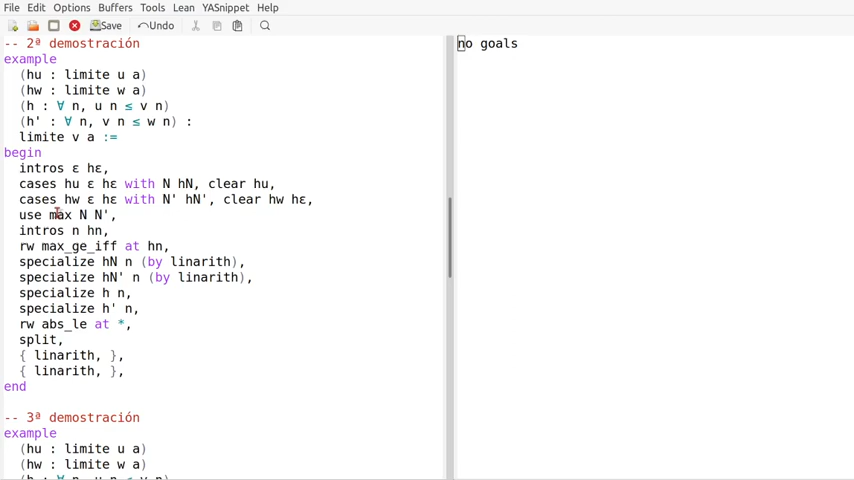 File Edit Options Buffers Tools Lean YASnippet Help
Save Undo
-- 2ª demostración
example
(hu : limite u a)
(hw : limite w a)
(h : ∀ n, u n ≤ v n)
(h' : ∀ n, v n ≤ w n) :
limite v a :=
begin
intros ε hε,
cases hu ε hε with N hN, clear hu,
cases hw ε hε with N' hN', clear hw hε,
use max N N',
intros n hn,
rw max_ge_iff at hn,
specialize hN n (by linarith),
specialize hN' n (by linarith),
specialize h n,
specialize h' n,
rw abs_le at *,
split,
{ linarith, },
{ linarith, },
end
-- 3ª demostración
example
(hu : limite u a)
(hw : limite w a)
(h : ∀ n, u n ≤ v n)
no goals